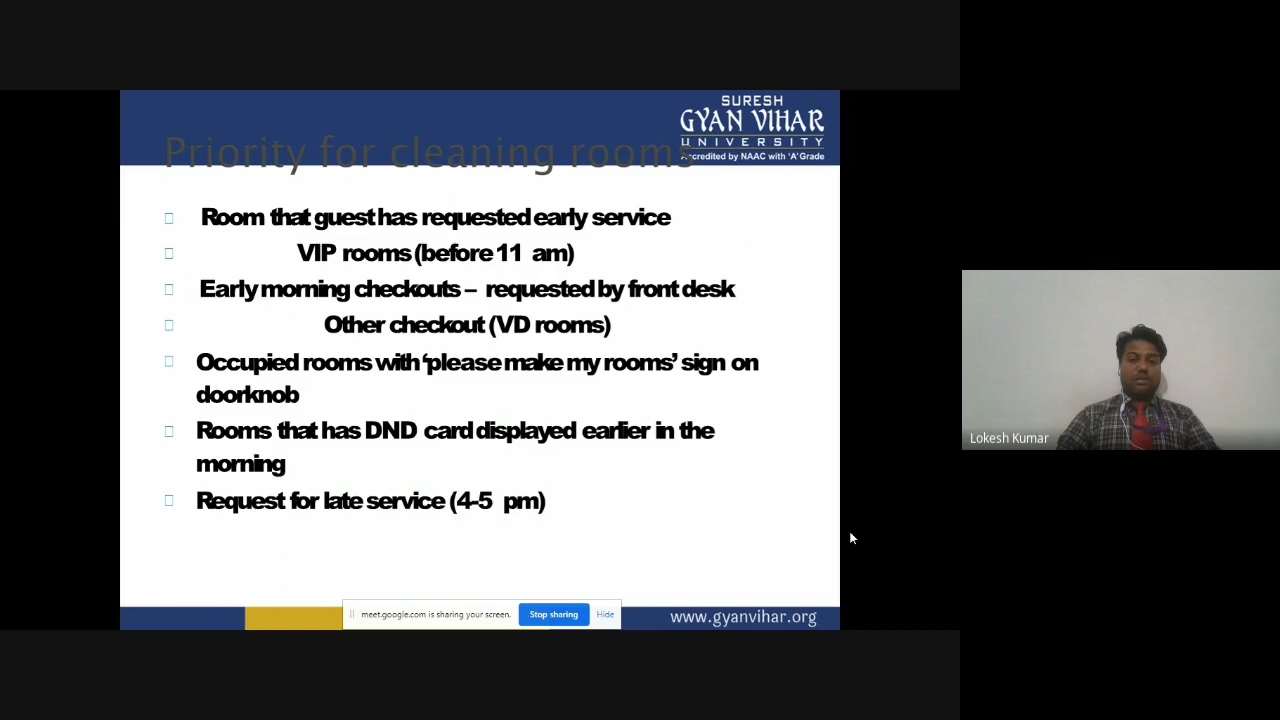 SURESH
GYAN VIHAR
UNIVERSITY
Accredited by NAAC with 'A' Grade
Priority for cleaning rooms
Room that guest has requested early service
VIP rooms (before 11 am)
Early morning checkouts – requested by front desk
Other checkout (VD rooms)
Occupied rooms with ‘please make my rooms’ sign on
doorknob
Rooms that has DND card displayed earlier in the
morning
Request for late service (4-5 pm)
meet.google.com is sharing your screen.
Stop sharing
Hide
www.gyanvihar.org
Lokesh Kumar